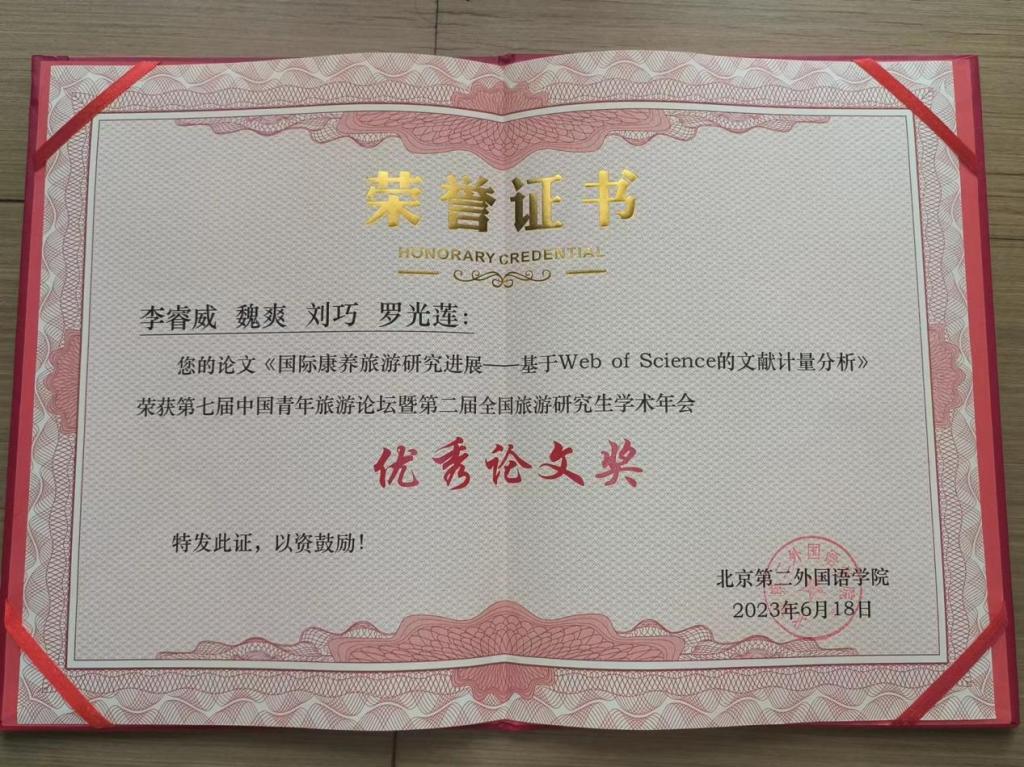 荣誉证书
HONORARY CREDENTIAL
李睿威 魏爽 刘巧 罗光莲:
您的论文《国际康养旅游研究进展——基于Web of Science的文献计量分析》
荣获第七届中国青年旅游论坛暨第二届全国旅游研究生学术年会
优秀论文奖
特发此证，以资鼓励!
北京第二外国语学院
2023年6月18日